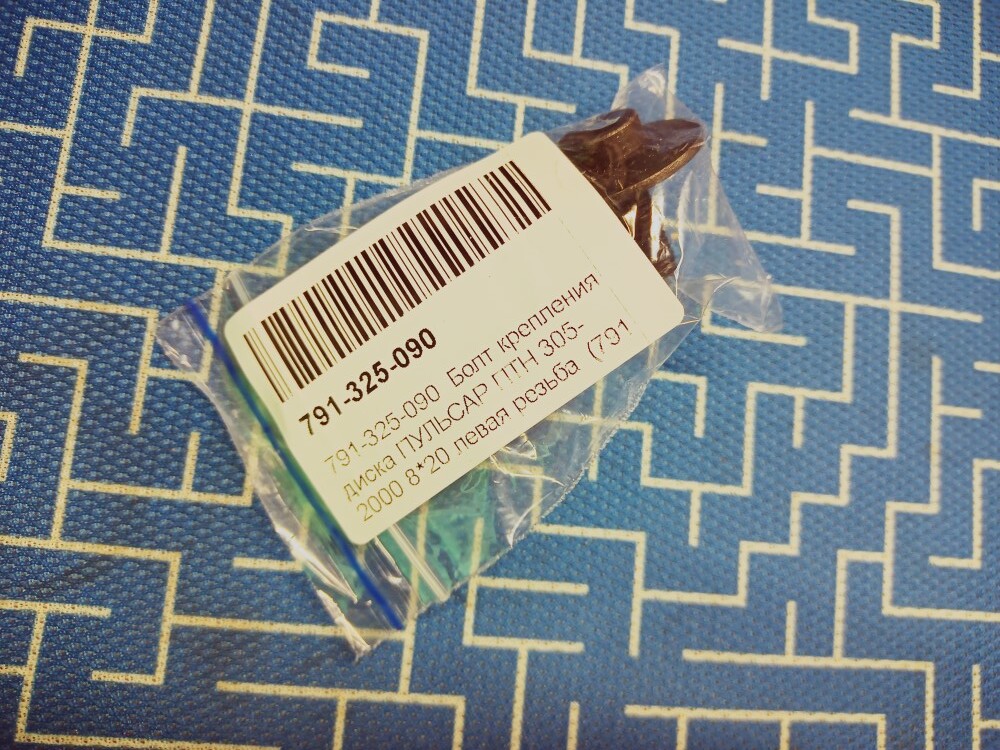 791-325-090
791-325-090 Болт крепления
диска ПУЛЬСАР ПТН 305-
2000 8*20 левая резьба (791